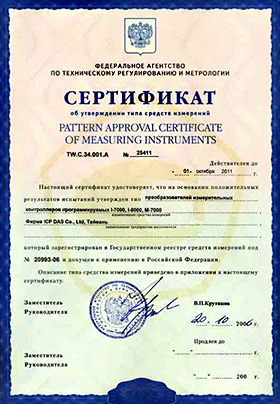 ФЕДЕРАЛЬНОЕ АГЕНТСТВО
ПО ТЕХНИЧЕСКОМУ РЕГУЛИРОВАНИЮ И МЕТРОЛОГИИ
СЕРТИФИКАТ
об утверждении типа средств измерений
PATTERN APPROVAL CERTIFICATE
OF MEASURING INSTRUMENTS
TW.C.34.001.A № 25411
Действителен до
" 01 " октября 2011 г.
Настоящий сертификат удостоверяет, что на основании положительных
результатов испытаний утвержден тип преобразователей измерительных
контроллеров программируемых I-7000, I-8000, M-7000
наименование средства измерений
Фирма ICP DAS Co., Ltd, Тайвань
наименование предприятия-изготовителя
который зарегистрирован в Государственном реестре средств измерений под
№ 20993-06 и допущен к применению в Российской Федерации.
Описание типа средства измерений приведено в приложении к настоящему
сертификату.
Заместитель
Руководителя
В.Н.Крутиков
20 . 10 2006 г.
Продлен до
Заместитель
Руководителя
200 г.